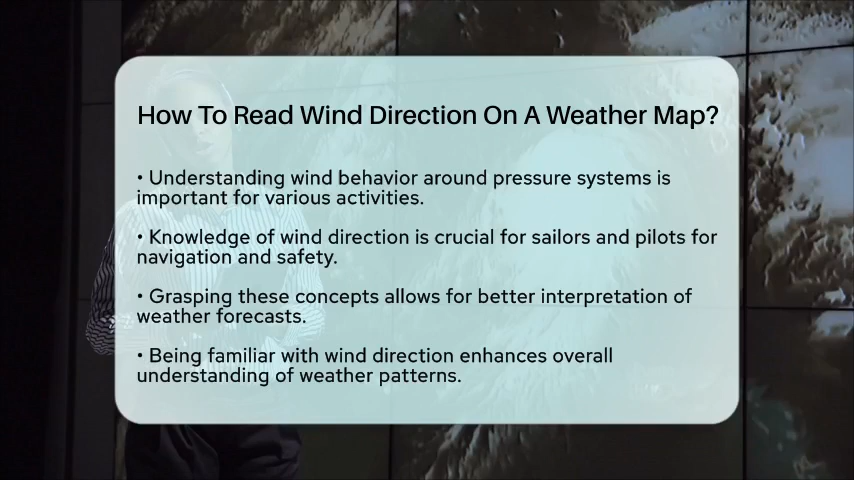 How To Read Wind Direction On A Weather Map?
• Understanding wind behavior around pressure systems is
important for various activities.
• Knowledge of wind direction is crucial for sailors and pilots for
navigation and safety.
• Grasping these concepts allows for better interpretation of
weather forecasts.
• Being familiar with wind direction enhances overall
understanding of weather patterns.